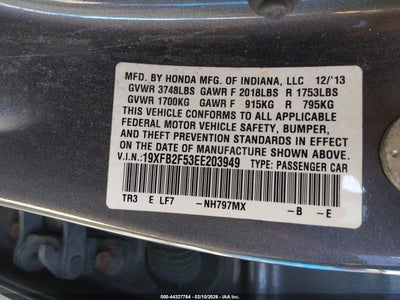 MFD. BY HONDA MFG. OF INDIANA, LLC 12/'13
GVWR 3748LBS GAWR F 2018LBS R 1753LBS
GVWR 1700KG GAWR F 915KG R 795KG
THIS VEHICLE CONFORMS TO ALL APPLICABLE
FEDERAL MOTOR VEHICLE SAFETY, BUMPER,
AND THEFT PREVENTION STANDARDS IN EFFECT
ON THE DATE OF MANUFACTURE SHOWN ABOVE.
V.I.N.:19XFB2F53EE203949 TYPE: PASSENGER CAR
TR3 E LF7 -NH797MX -B -E
000-44327764 - 02/10/2026 - COPYRIGHT IAA